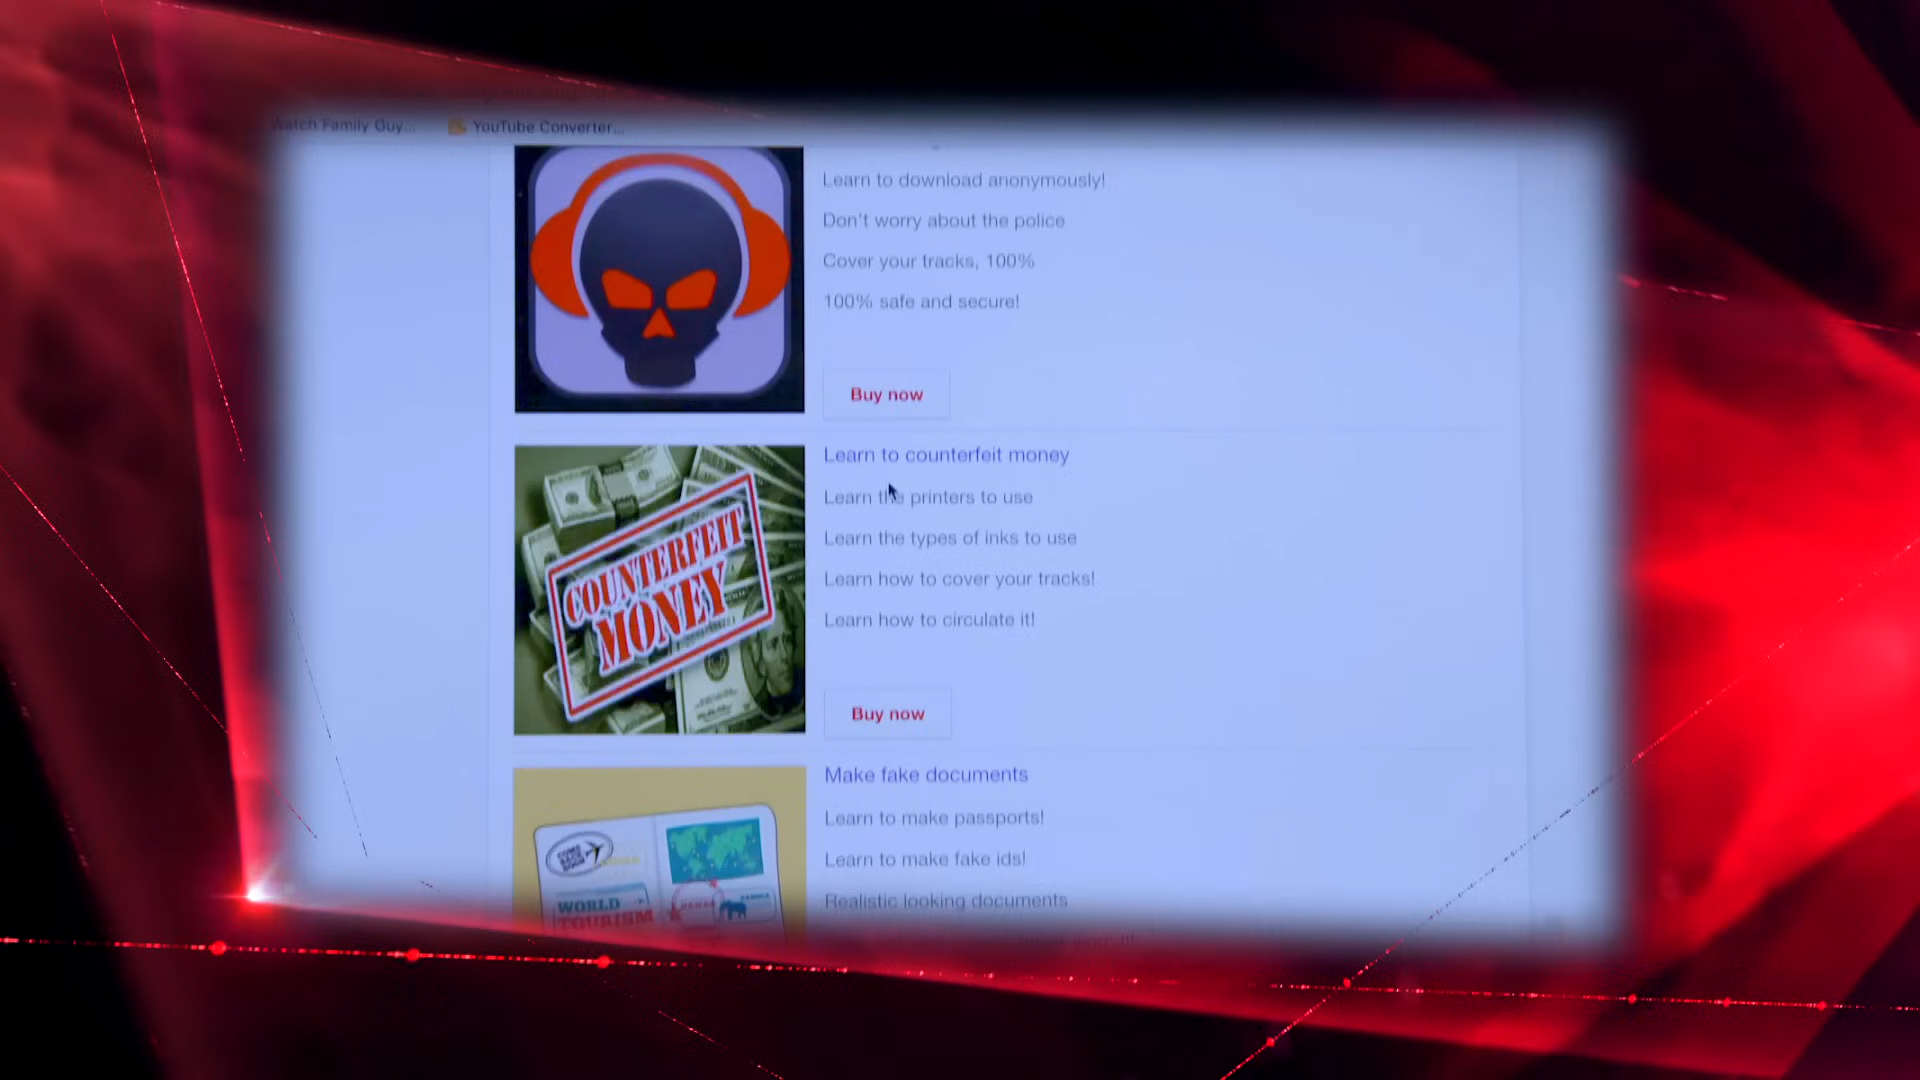 Watch Family Guy...
YouTube Converter...
Learn to download anonymously!
Don't worry about the police
Cover your tracks, 100%
100% safe and secure!
Buy now
COUNTERFEIT
MONEY
Learn to counterfeit money
Learn the printers to use
Learn the types of inks to use
Learn how to cover your tracks!
Learn how to circulate it!
Buy now
Make fake documents
Learn to make passports!
Learn to make fake ids!
Realistic looking documents
WORLD
TOURISM